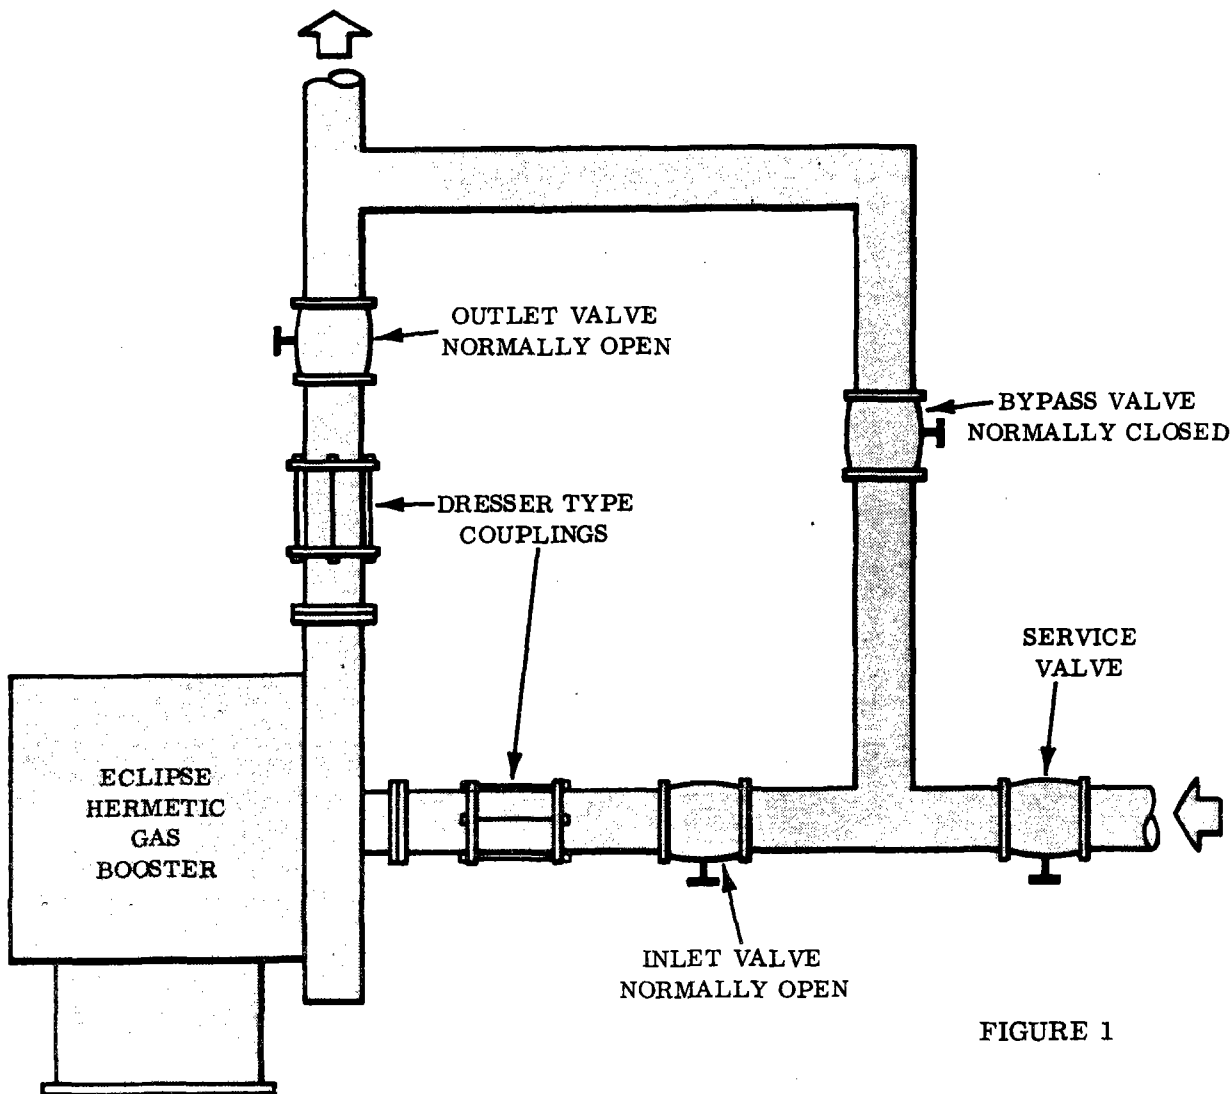 OUTLET VALVE
NORMALLY OPEN
BYPASS VALVE
NORMALLY CLOSED
DRESSER TYPE
COUPLINGS
SERVICE
VALVE
ECLIPSE
HERMETIC
GAS
BOOSTER
INLET VALVE
NORMALLY OPEN
FIGURE 1